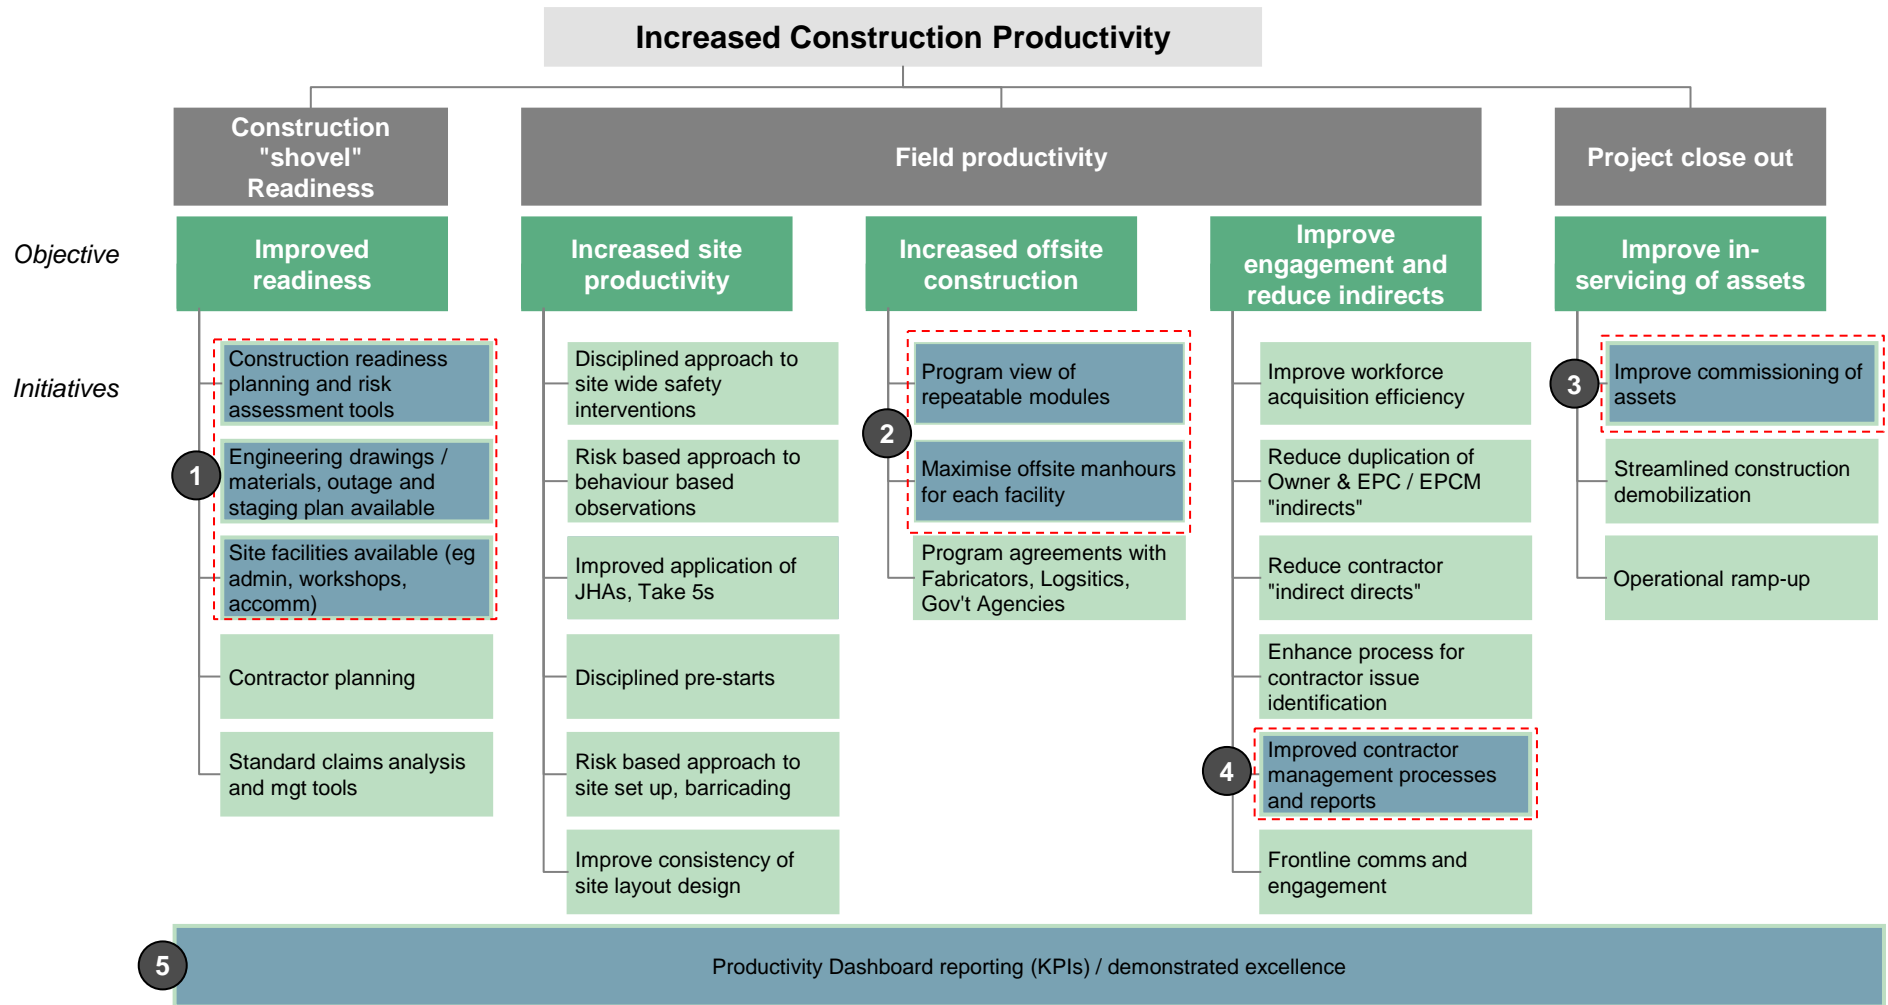 Increased Construction Productivity
Construction
"shovel"
Readiness
Field productivity
Project close out
Objective
Improved
readiness
Increased site
productivity
Increased offsite
construction
Improve
engagement and
reduce indirects
Improve in-
servicing of assets
Initiatives
1
Construction readiness
planning and risk
assessment tools
Engineering drawings /
materials, outage and
staging plan available
Site facilities available (eg
admin, workshops,
accomm)
Contractor planning
Standard claims analysis
and mgt tools
Disciplined approach to
site wide safety
interventions
Risk based approach to
behaviour based
observations
Improved application of
JHAs, Take 5s
Disciplined pre-starts
Risk based approach to
site set up, barricading
Improve consistency of
site layout design
2
Program view of
repeatable modules
Maximise offsite manhours
for each facility
Program agreements with
Fabricators, Logsitics,
Gov't Agencies
Improve workforce
acquisition efficiency
Reduce duplication of
Owner & EPC / EPCM
"indirects"
Reduce contractor
"indirect directs"
Enhance process for
contractor issue
identification
4
Improved contractor
management processes
and reports
Frontline comms and
engagement
3
Improve commissioning of
assets
Streamlined construction
demobilization
Operational ramp-up
5
Productivity Dashboard reporting (KPIs) / demonstrated excellence